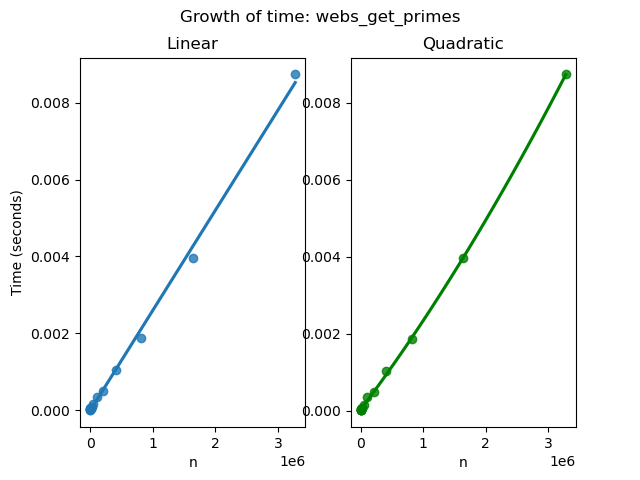 Growth of time: webs_get_primes
Linear
Quadratic
Time (seconds)
0.008
0.006
0.004
0.002
0.000
0
1
2
3
1e6
n
0.008
0.006
0.004
0.002
0.000
0
1
2
3
1e6
n